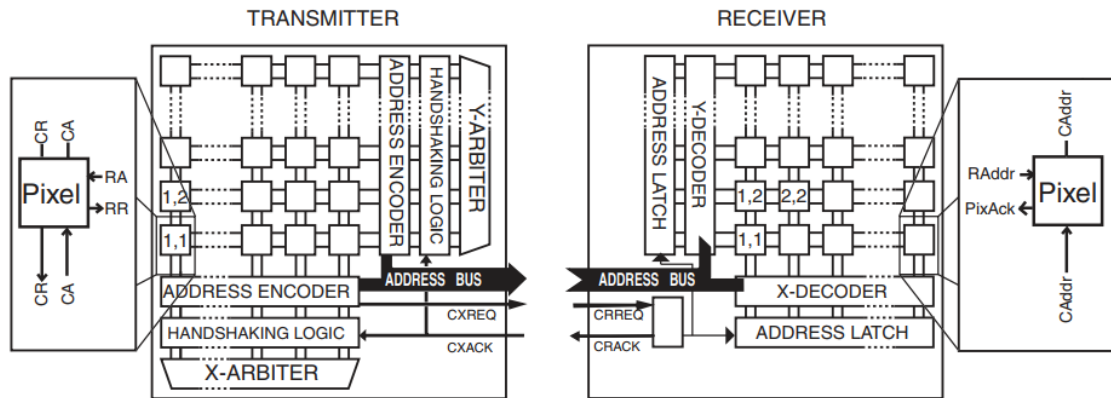 TRANSMITTER
RECEIVER
CR
CA
Pixel
RA
RR
CR
CA
1,2
1,1
ADDRESS ENCODER
HANDSHAKING LOGIC
Y-ARBITER
ADDRESS BUS
ADDRESS ENCODER
HANDSHAKING LOGIC
X-ARBITER
CXREQ
CXACK
ADDRESS LATCH
Y-DECODER
1,2
2,2
1,1
ADDRESS BUS
X-DECODER
ADDRESS LATCH
CRREQ
CRACK
CAddr
RAddr
PixAck
Pixel
CAddr